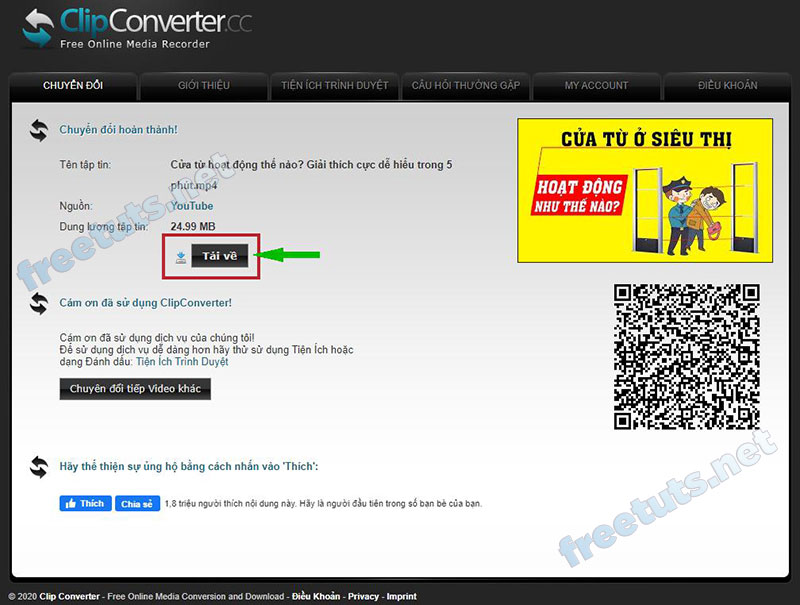 ClipConverter.cc
Free Online Media Recorder
CHUYỂN ĐỔI
GIỚI THIỆU
TIỆN ÍCH TRÌNH DUYỆT
CÂU HỎI THƯỜNG GẶP
MY ACCOUNT
ĐIỀU KHOẢN
Chuyển đổi hoàn thành!
Tên tập tin: Cửa từ hoạt động thế nào? Giải thích cực dễ hiểu trong 5
phút.mp4
Nguồn: YouTube
Dung lượng tập tin: 24.99 MB
Tải về
CỬA TỪ Ở SIÊU THỊ
HOẠT ĐỘNG
NHƯ THẾ NÀO?
freetuts.net
Cám ơn đã sử dụng ClipConverter!
Cám ơn đã sử dụng dịch vụ của chúng tôi!
Để sử dụng dịch vụ dễ dàng hơn hãy thử sử dụng Tiện Ích hoặc
dạng Đánh dấu: Tiện Ích Trình Duyệt
Chuyên đổi tiếp Video khác
Hãy thể thiện sự ủng hộ bằng cách nhấn vào 'Thích':
Thích
Chia sẻ
1,8 triệu người thích nội dung này. Hãy là người đầu tiên trong số bạn bè của bạn.
freetuts.net
© 2020 Clip Converter - Free Online Media Conversion and Download - Điều Khoản - Privacy - Imprint